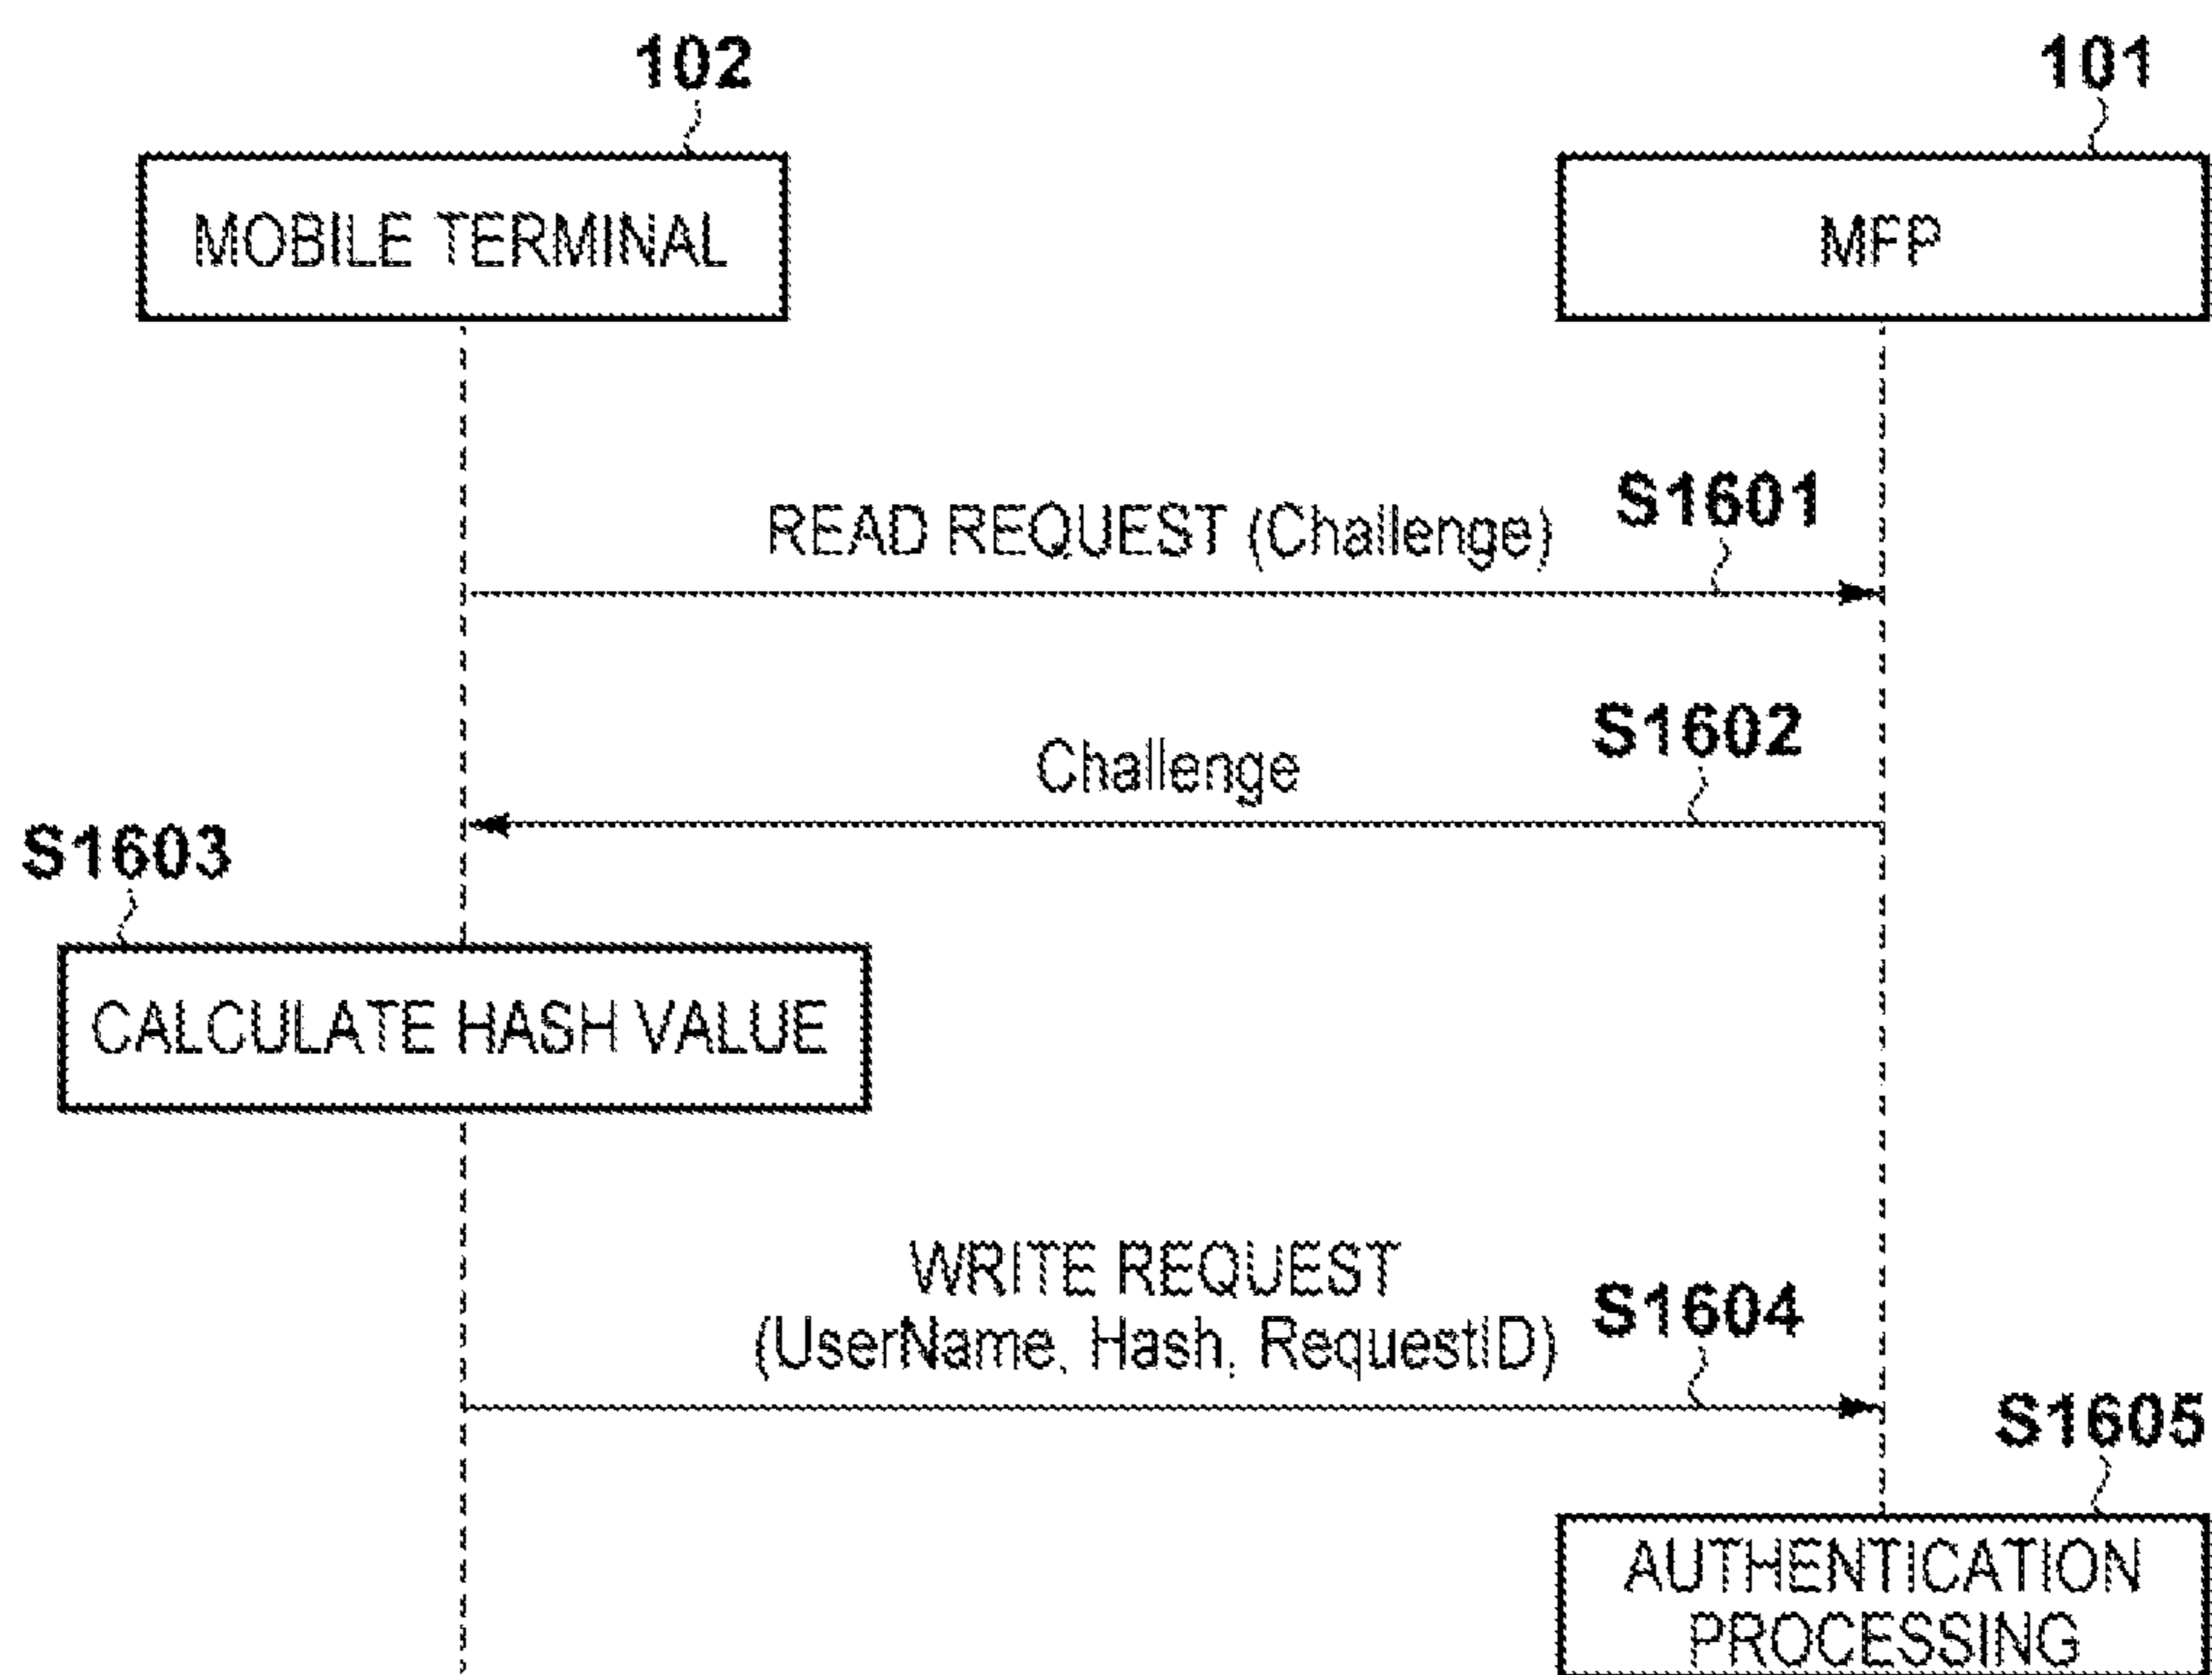 102
101
MOBILE TERMINAL
MFP
READ REQUEST (Challenge)
S1601
Challenge
S1602
S1603
CALCULATE HASH VALUE
WRITE REQUEST
(UserName, Hash, RequestID)
S1604
S1605
AUTHENTICATION
PROCESSING